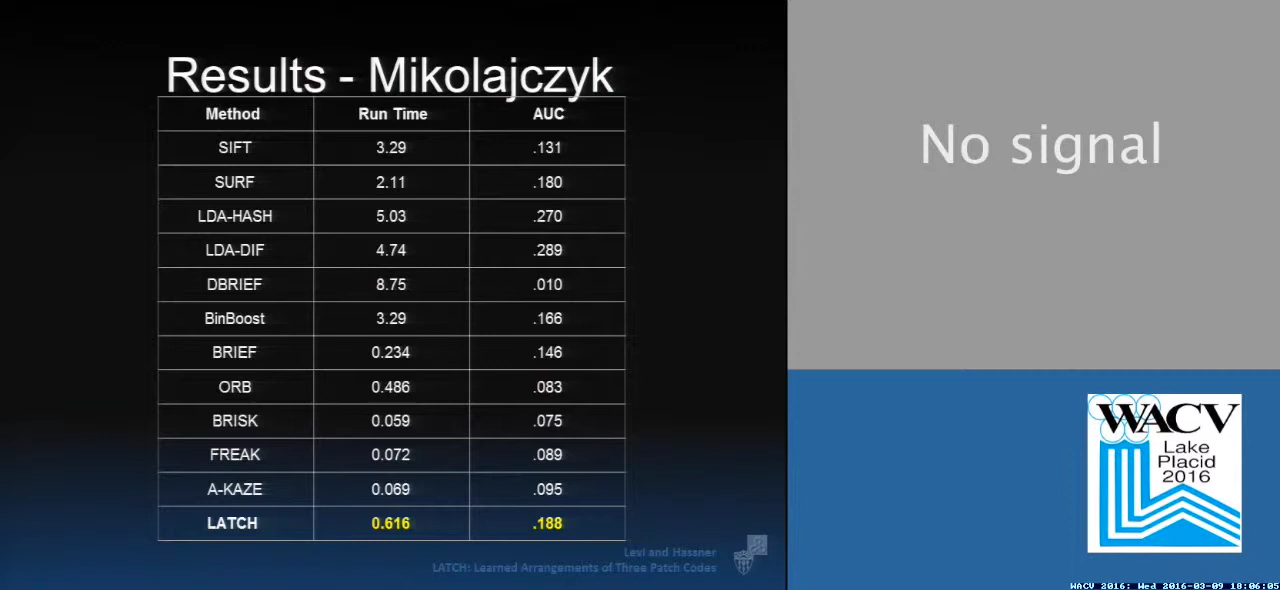 Results - Mikolajczyk
Method Run Time AUC
SIFT 3.29 .131
SURF 2.11 .180
LDA-HASH 5.03 .270
LDA-DIF 4.74 .289
DBRIEF 8.75 .010
BinBoost 3.29 .166
BRIEF 0.234 .146
ORB 0.486 .083
BRISK 0.059 .075
FREAK 0.072 .089
A-KAZE 0.069 .095
LATCH 0.616 .188
Levi and Hassner
LATCH: Learned Arrangements of Three Patch Codes
No signal
WACV
Lake
Placid
2016
WACV 2016: Wed 2016-03-09 18:06:05